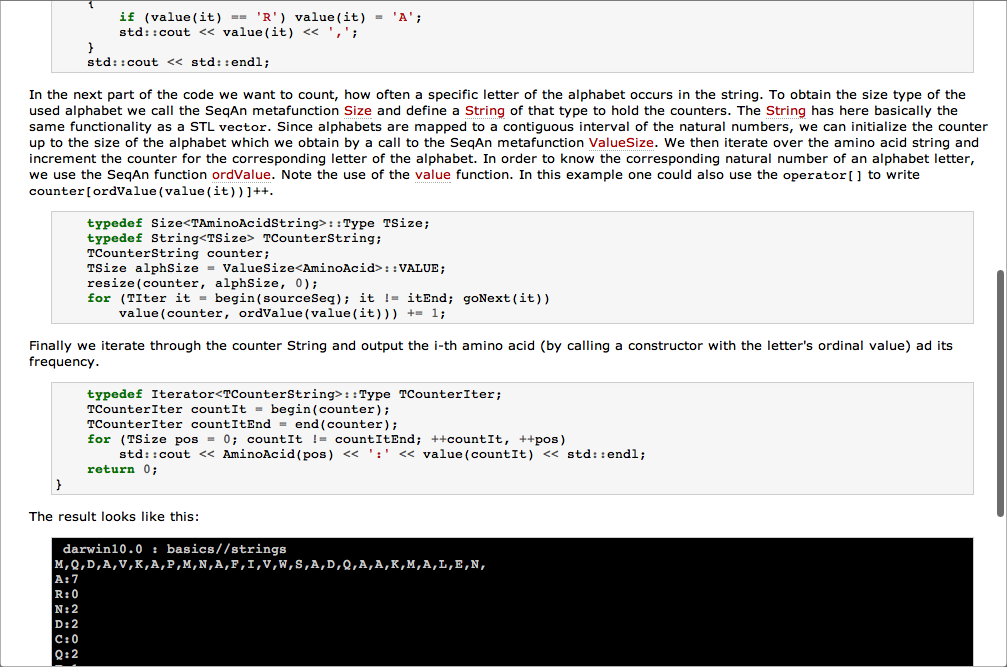 {
if (value(it) == 'R') value(it) = 'A';
std::cout << value(it) << ',';
}
std::cout << std::endl;
In the next part of the code we want to count, how often a specific letter of the alphabet occurs in the string. To obtain the size type of the
used alphabet we call the SeqAn metafunction Size and define a String of that type to hold the counters. The String has here basically the
same functionality as a STL vector. Since alphabets are mapped to a contiguous interval of the natural numbers, we can initialize the counter
up to the size of the alphabet which we obtain by a call to the SeqAn metafunction ValueSize. We then iterate over the amino acid string and
increment the counter for the corresponding letter of the alphabet. In order to know the corresponding natural number of an alphabet letter,
we use the SeqAn function ordValue. Note the use of the value function. In this example one could also use the operator[] to write
counter[ordValue(value(it))]++.
typedef Size<TAminoAcidString>::Type TSize;
typedef String<TSize> TCounterString;
TCounterString counter;
TSize alphSize = ValueSize<AminoAcid>::VALUE;
resize(counter, alphSize, 0);
for (TIter it = begin(sourceSeq); it != itEnd; goNext(it))
value(counter, ordValue(value(it))) += 1;
Finally we iterate through the counter String and output the i-th amino acid (by calling a constructor with the letter's ordinal value) ad its
frequency.
typedef Iterator<TCounterString>::Type TCounterIter;
TCounterIter countIt = begin(counter);
TCounterIter countItEnd = end(counter);
for (TSize pos = 0; countIt != countItEnd; ++countIt, ++pos)
std::cout << AminoAcid(pos) << ':' << value(countIt) << std::endl;
return 0;
}
The result looks like this:
darwin10.0 : basics//strings
M,Q,D,A,V,K,A,P,M,N,A,F,I,V,W,S,A,D,Q,A,A,K,M,A,L,E,N,
A:7
R:0
N:2
D:2
C:0
Q:2